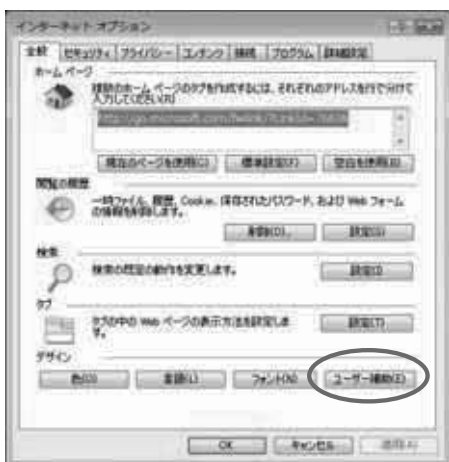 インターネット オプション
全般 セキュリティ プライバシー コンテンツ 接続 プログラム 詳細設定
ホーム ページ
複数のホーム ページのタブを作成するには、それぞれのアドレスを行で分けて
入力してください(R)
http://go.microsoft.com/fwlink/?LinkId=
現在のページを使用(C) 標準設定(F) 空白を使用(B)
閲覧の履歴
一時ファイル、履歴、Cookie、保存されたパスワード、および Web フォーム
の情報を削除します。
削除(D)... 設定(S)
検索
検索の既定の動作を変更します。
設定(I)
タブ
タブの中の Web ページの表示方法を設定しま
す。
設定(T)
デザイン
色(O) 言語(L) フォント(N) ユーザー補助(E)
OK キャンセル 適用(A)